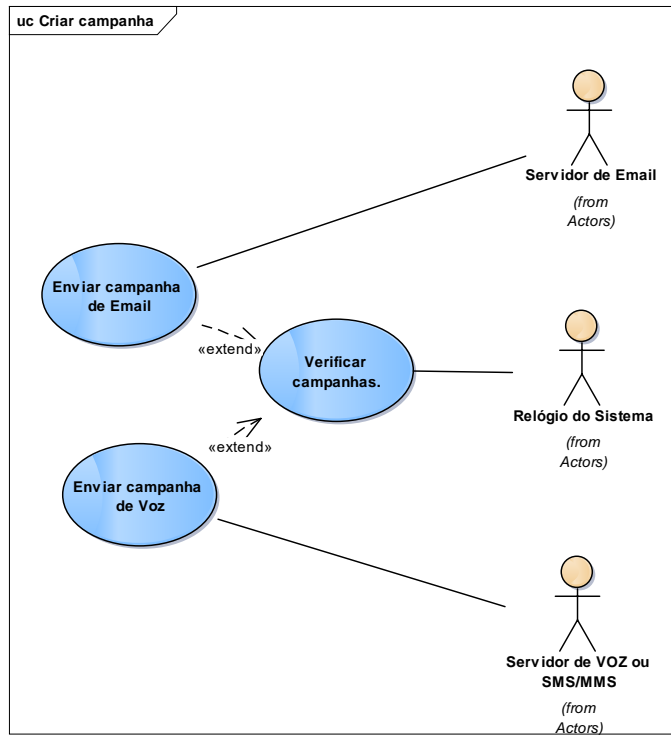 uc Criar campanha
Servidor de Email
(from
Actors)
Enviar campanha
de Email
«extend»
Verificar
campanhas.
Relógio do Sistema
(from
Actors)
«extend»
Enviar campanha
de Voz
Servidor de VOZ ou
SMS/MMS
(from
Actors)